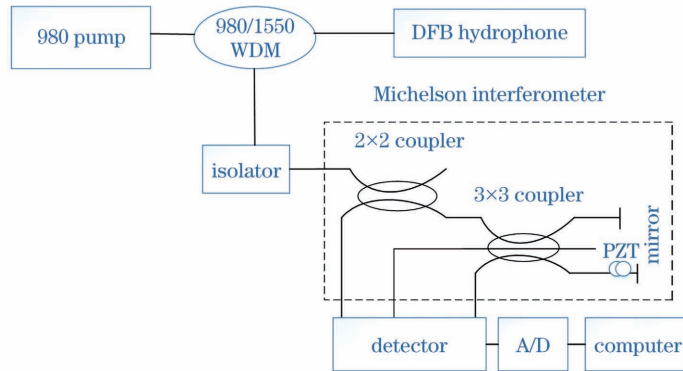 980 pump
980/1550
WDM
DFB hydrophone
Michelson interferometer
isolator
2×2 coupler
3×3 coupler
PZT
mirror
detector
A/D
computer